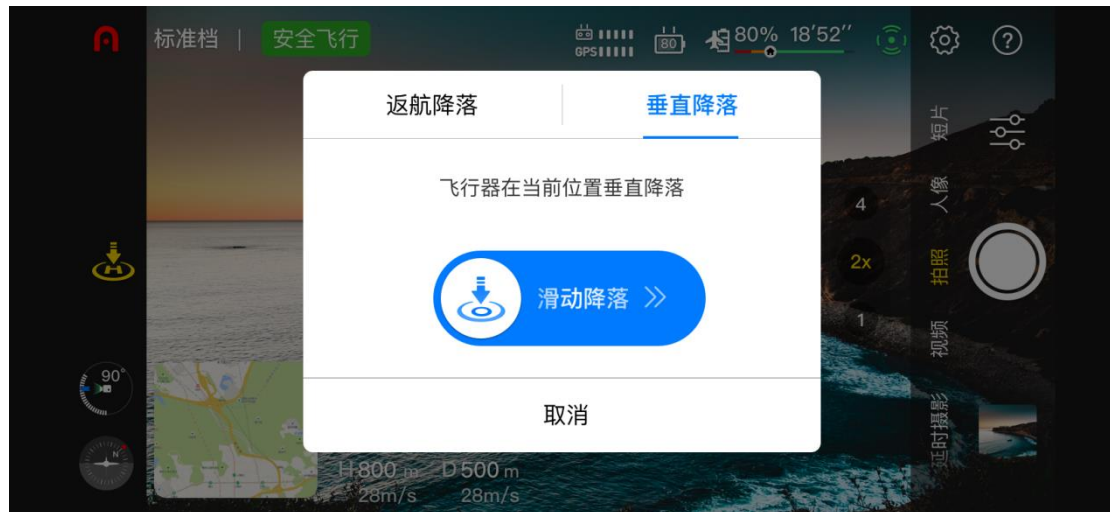 标准档 | 安全飞行
GPS
80
80% 18′52″
?
返航降落
垂直降落
飞行器在当前位置垂直降落
滑动降落
取消
短片
人像
拍照
视频
延时摄影
4
2x
1
90°
N
H 800 m D 500 m
28m/s 28m/s